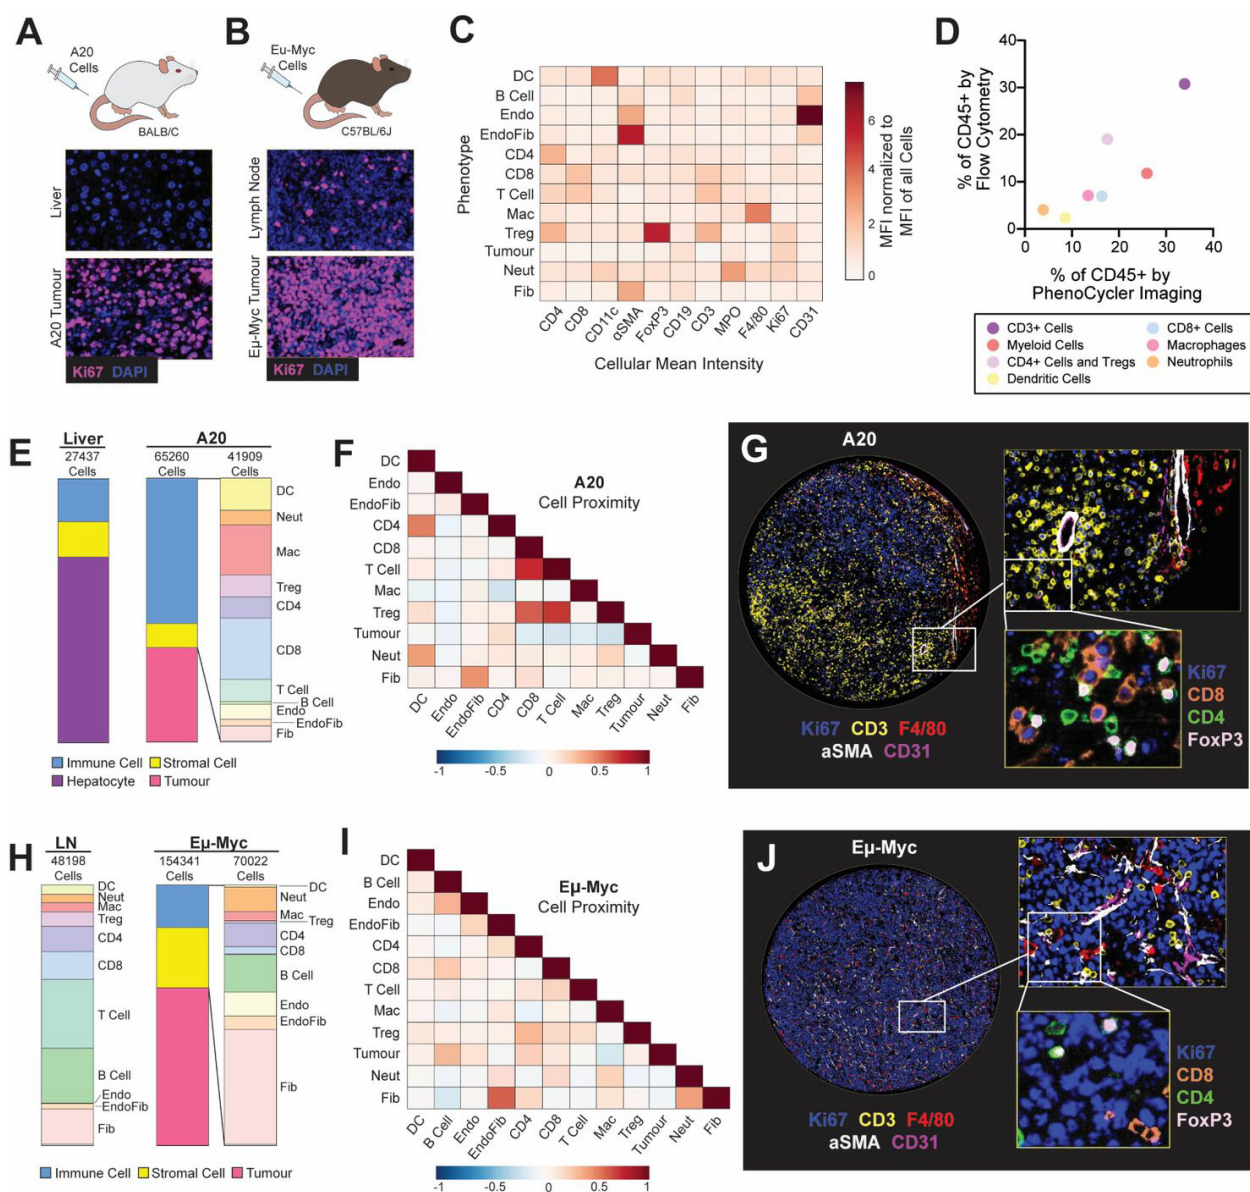 A
A20
Cells
BALB/C
Liver
A20 Tumour
Ki67 DAPI
B
Eu-Myc
Cells
C57BL/6J
Lymph Node
Eµ-Myc Tumour
Ki67 DAPI
C
Phenotype
DC
B Cell
Endo
EndoFib
CD4
CD8
T Cell
Mac
Treg
Tumour
Neut
Fib
CD4
CD8
CD11c
αSMA
FoxP3
CD19
CD3
MPO
F4/80
Ki67
CD31
Cellular Mean Intensity
6
4
2
0
MFI normalized to
MFI of all Cells
D
% of CD45+ by
Flow Cytometry
40
30
20
10
0
0 10 20 30 40
% of CD45+ by
PhenoCycler Imaging
CD3+ Cells
Myeloid Cells
CD4+ Cells and Tregs
Dendritic Cells
CD8+ Cells
Macrophages
Neutrophils
E
Liver
27437
Cells
A20
65260
Cells
41909
Cells
DC
Neut
Mac
Treg
CD4
CD8
T Cell
B Cell
Endo
EndoFib
Fib
Immune Cell
Stromal Cell
Hepatocyte
Tumour
F
A20
Cell Proximity
DC
Endo
EndoFib
CD4
CD8
T Cell
Mac
Treg
Tumour
Neut
Fib
DC
Endo
EndoFib
CD4
CD8
T Cell
Mac
Treg
Tumour
Neut
Fib
-1 0 0.5 1
G
A20
Ki67 CD3 F4/80
aSMA CD31
Ki67
CD8
CD4
FoxP3
H
LN
48198
Cells
DC
Neut
Mac
Treg
CD4
CD8
T Cell
B Cell
Endo
EndoFib
Fib
Eµ-Myc
154341
Cells
70022
Cells
DC
Neut
Mac
Treg
CD4
CD8
B Cell
Endo
EndoFib
Fib
Immune Cell
Stromal Cell
Tumour
I
Eµ-Myc
Cell Proximity
DC
B Cell
Endo
EndoFib
CD4
CD8
T Cell
Mac
Treg
Tumour
Neut
Fib
DC
B Cell
Endo
EndoFib
CD4
CD8
T Cell
Mac
Treg
Tumour
Neut
Fib
-1 -0.5 0 0.5 1
J
Eµ-Myc
Ki67 CD3 F4/80
aSMA CD31
Ki67
CD8
CD4
FoxP3